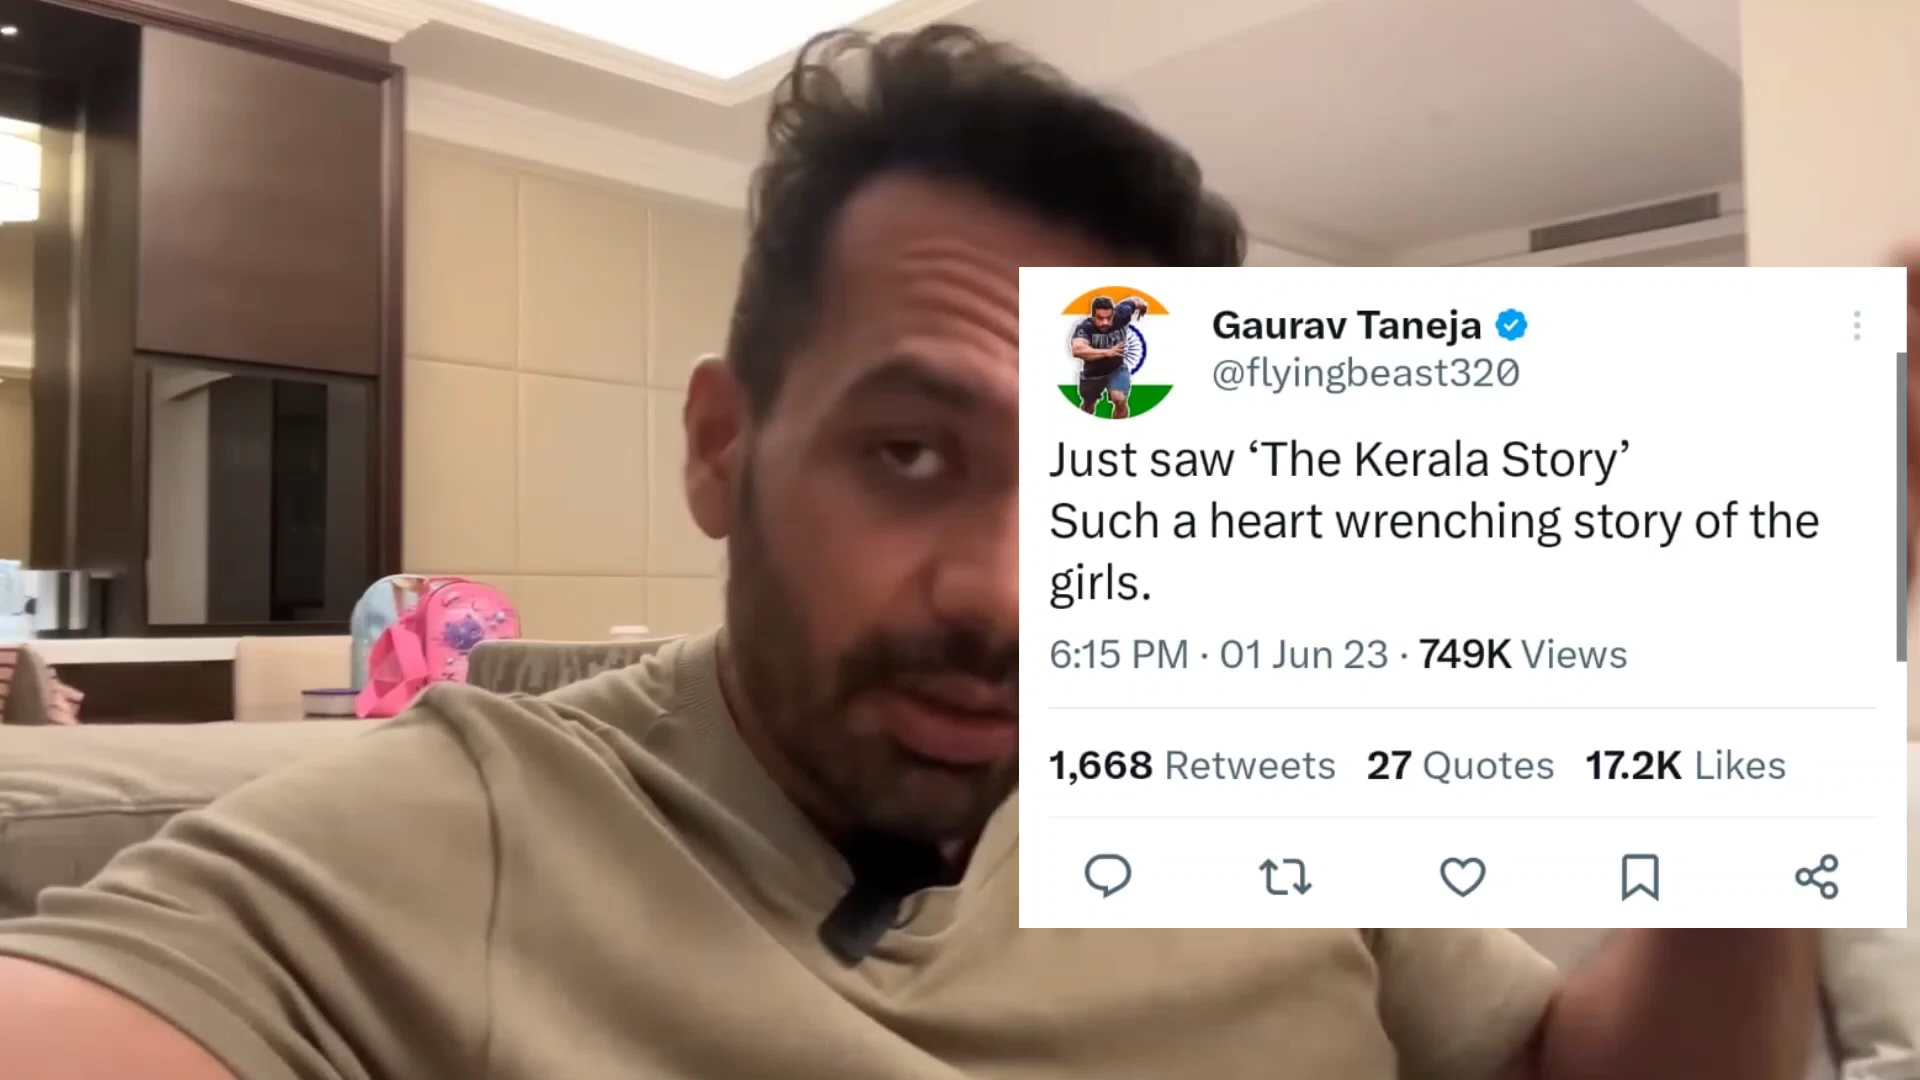 Gaurav Taneja
@flyingbeast320
Just saw ‘The Kerala Story’
Such a heart wrenching story of the
girls.
6:15 PM · 01 Jun 23 · 749K Views
1,668 Retweets 27 Quotes 17.2K Likes